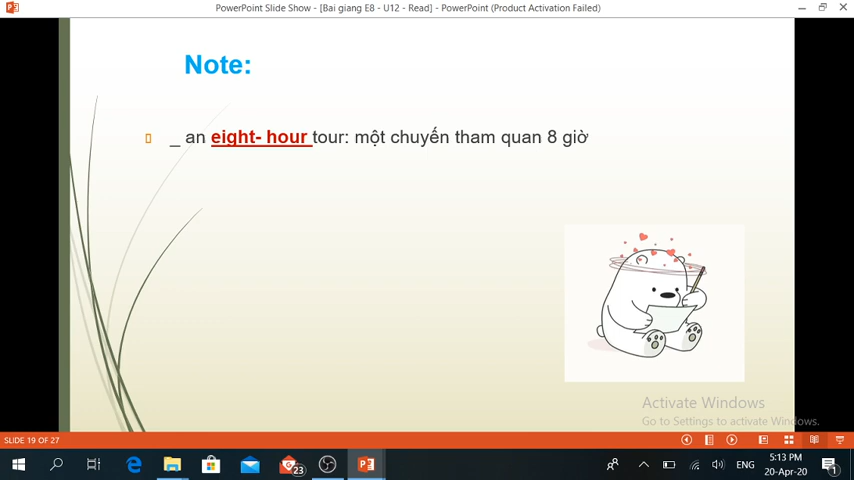 PowerPoint Slide Show - [Bai giang E8 - U12 - Read] - PowerPoint (Product Activation Failed)
Note:
_ an eight- hour tour: một chuyến tham quan 8 giờ
Activate Windows
Go to Settings to activate Windows.
SLIDE 19 OF 27
23
ENG
5:13 PM
20-Apr-20
1